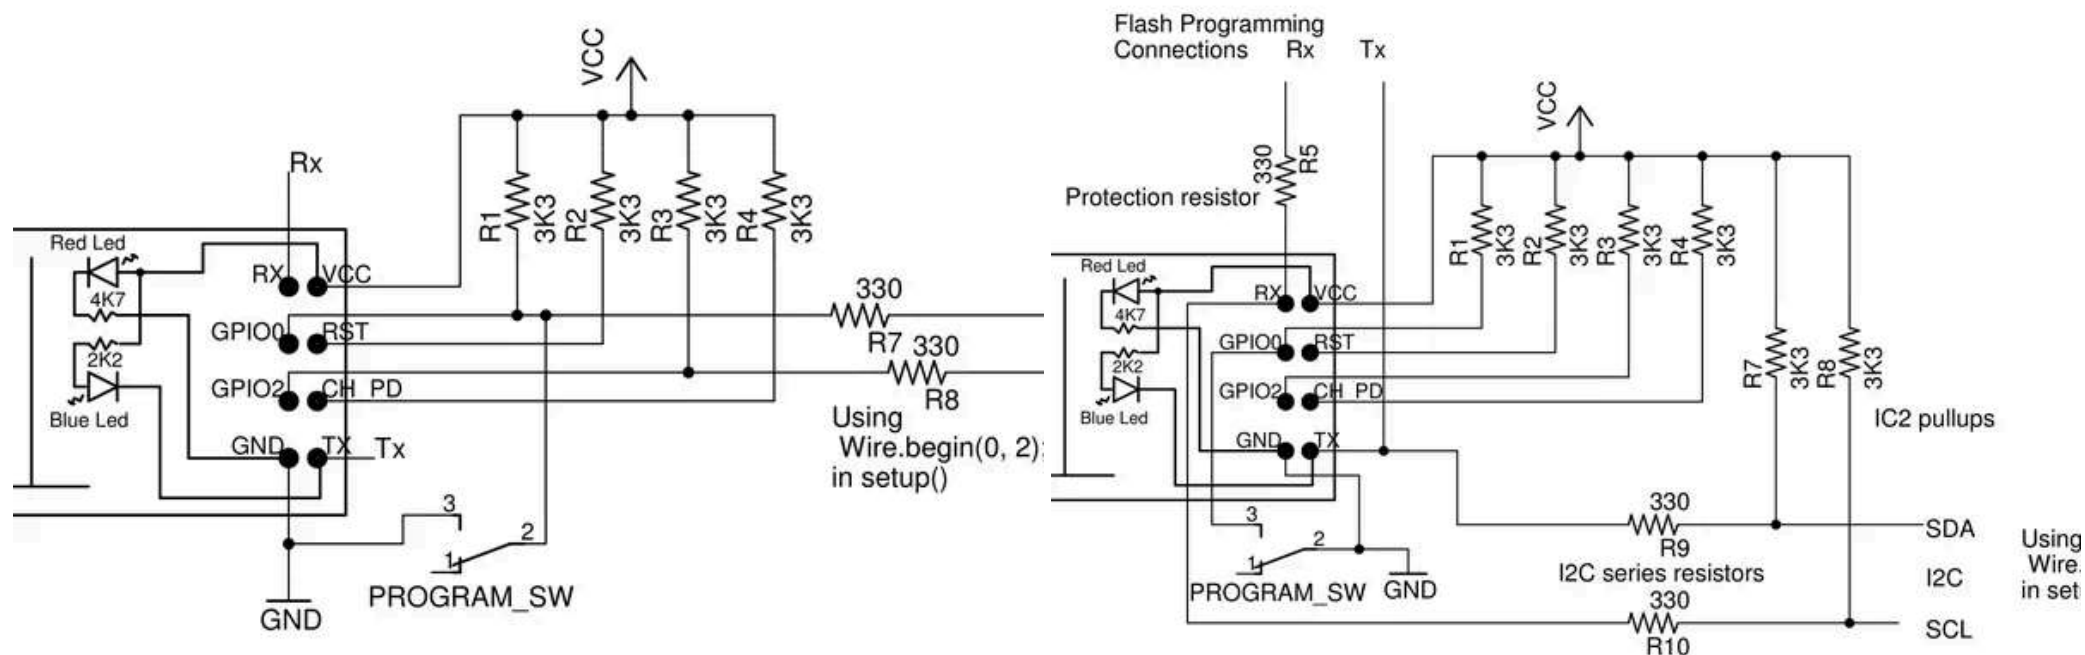 VCC
Rx
R1
3K3
R2
3K3
R3
3K3
R4
3K3
Red Led
4K7
2K2
Blue Led
RX
VCC
GPIO0
RST
GPIO2
CH_PD
GND
TX
Tx
330
R7
330
R8
Using
Wire.begin(0, 2);
in setup()
3
2
1
PROGRAM_SW
GND
Flash Programming
Connections Rx Tx
VCC
330
R5
Protection resistor
R1
3K3
R2
3K3
R3
3K3
R4
3K3
Red Led
4K7
2K2
Blue Led
RX
VCC
GPIO0
RST
GPIO2
CH_PD
GND
TX
R7
3K3
R8
3K3
IC2 pullups
3
2
1
PROGRAM_SW
GND
330
R9
SDA
I2C series resistors
I2C
330
R10
SCL
Using
Wire.
in set